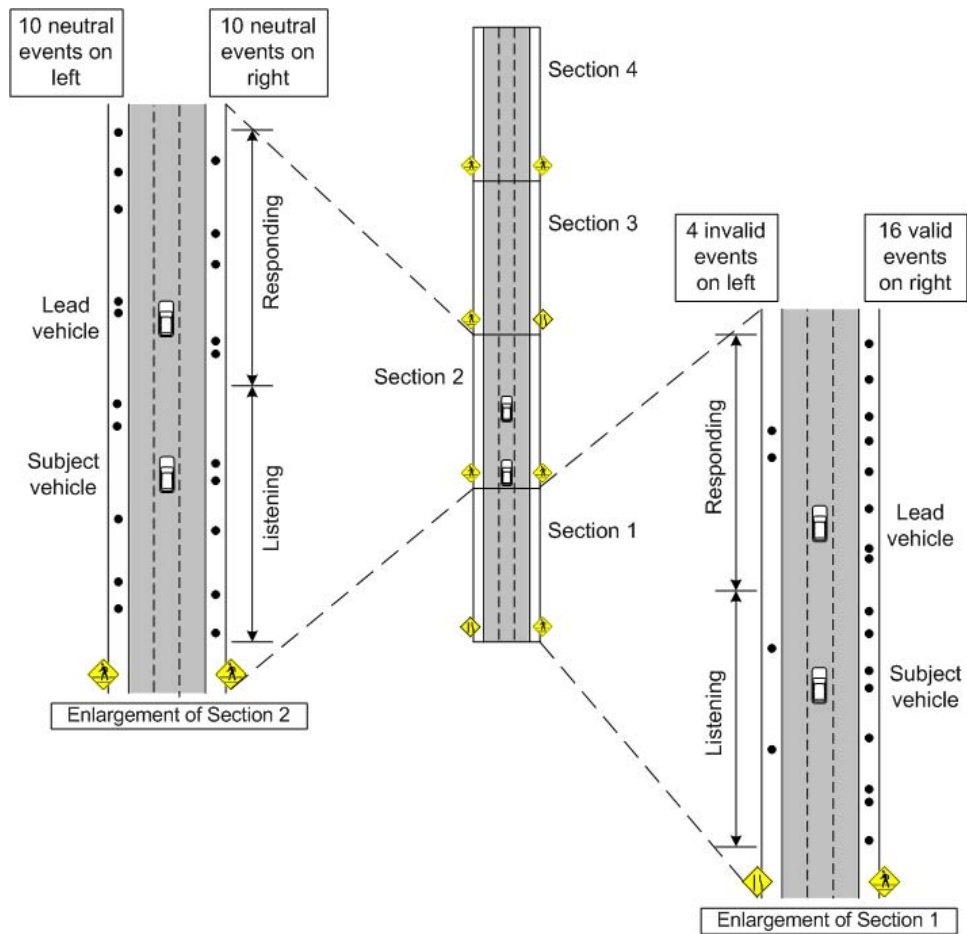 10 neutral
events on
left
10 neutral
events on
right
Section 4
Section 3
Section 2
Section 1
Responding
Listening
Lead
vehicle
Subject
vehicle
Enlargement of Section 2
4 invalid
events
on left
16 valid
events
on right
Responding
Listening
Lead
vehicle
Subject
vehicle
Enlargement of Section 1